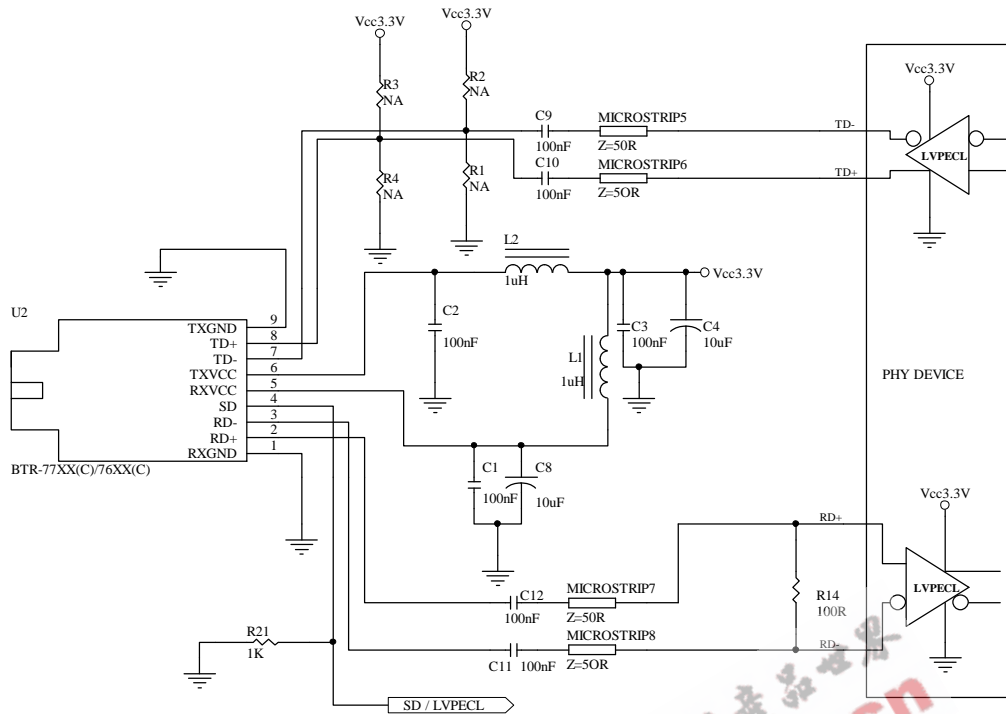 Vcc3.3V
Vcc3.3V
R3
NA
R2
NA
Vcc3.3V
C9
100nF
MICROSTRIP5
Z=50R
TD-
LVPECL
C10
100nF
MICROSTRIP6
Z=5OR
TD+
R4
NA
R1
NA
L2
1uH
Vcc3.3V
U2
C2
100nF
C3
100nF
C4
10uF
L1
1uH
PHY DEVICE
TXGND 9
TD+ 8
TD- 7
TXVCC 6
RXVCC 5
SD 4
RD- 3
RD+ 2
RXGND 1
BTR-77XX(C)/76XX(C)
C1
100nF
C8
10uF
Vcc3.3V
RD+
LVPECL
C12
100nF
MICROSTRIP7
Z=50R
R14
100R
R21
1K
C11 100nF
MICROSTRIP8
Z=5OR
RD-
SD / LVPECL
世界
cn